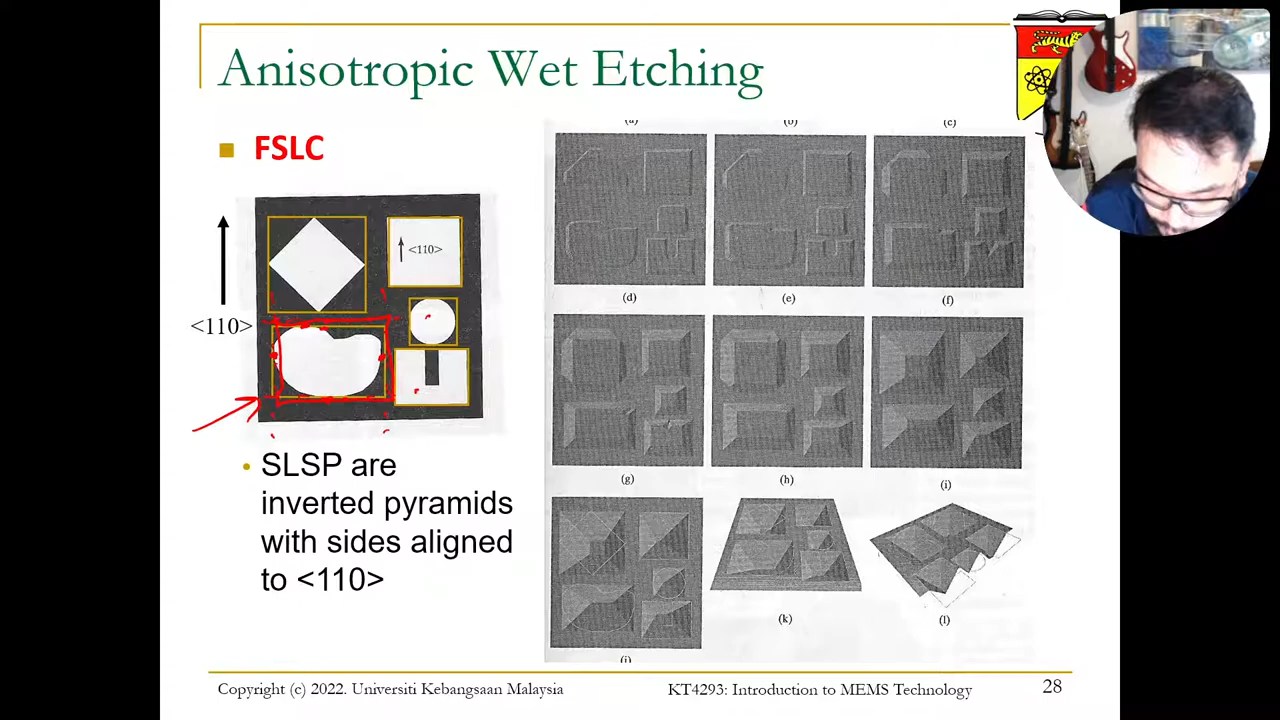 Anisotropic Wet Etching
FSLC
<110>
<110>
SLSP are
inverted pyramids
with sides aligned
to <110>
(a)
(b)
(c)
(d)
(e)
(f)
(g)
(h)
(i)
(j)
(k)
(l)
Copyright (c) 2022. Universiti Kebangsaan Malaysia
KT4293: Introduction to MEMS Technology
28